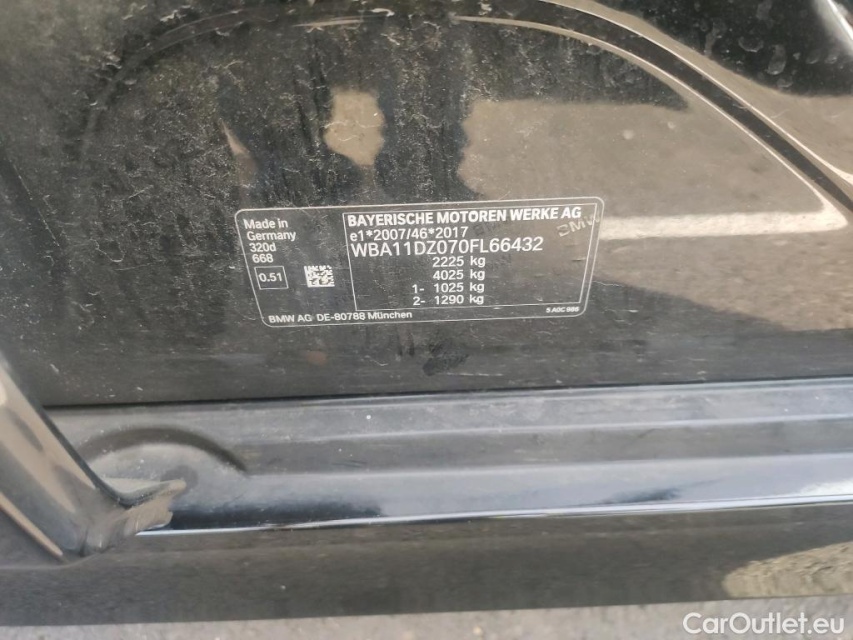 Made in
Germany
320d
668
0.51
BAYERISCHE MOTOREN WERKE AG
e1*2007/46*2017
WBA11DZ070FL66432
2225 kg
4025 kg
1- 1025 kg
2- 1290 kg
BMW AG DE-80788 München
BMW
CarOutlet.eu